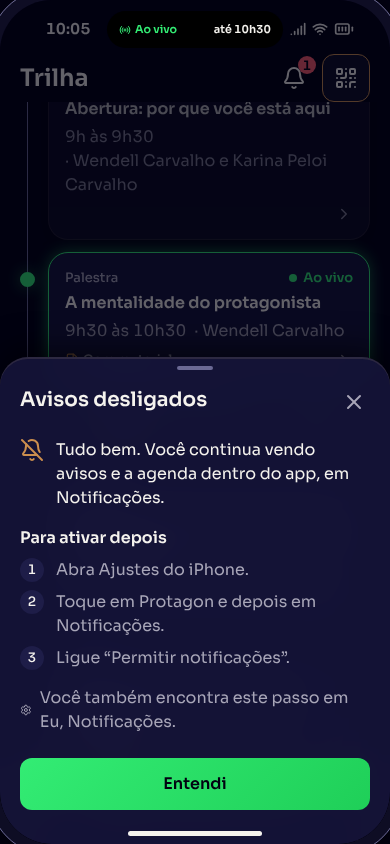 10:05
Ao vivo
até 10h30
Trilha
1
Abertura: por que você está aqui
9h às 9h30
· Wendell Carvalho e Karina Peloi
Carvalho
Palestra
Ao vivo
A mentalidade do protagonista
9h30 às 10h30 · Wendell Carvalho
Avisos desligados
Tudo bem. Você continua vendo
avisos e a agenda dentro do app, em
Notificações.
Para ativar depois
1 Abra Ajustes do iPhone.
2 Toque em Protagon e depois em
Notificações.
3 Ligue “Permitir notificações”.
Você também encontra este passo em
Eu, Notificações.
Entendi